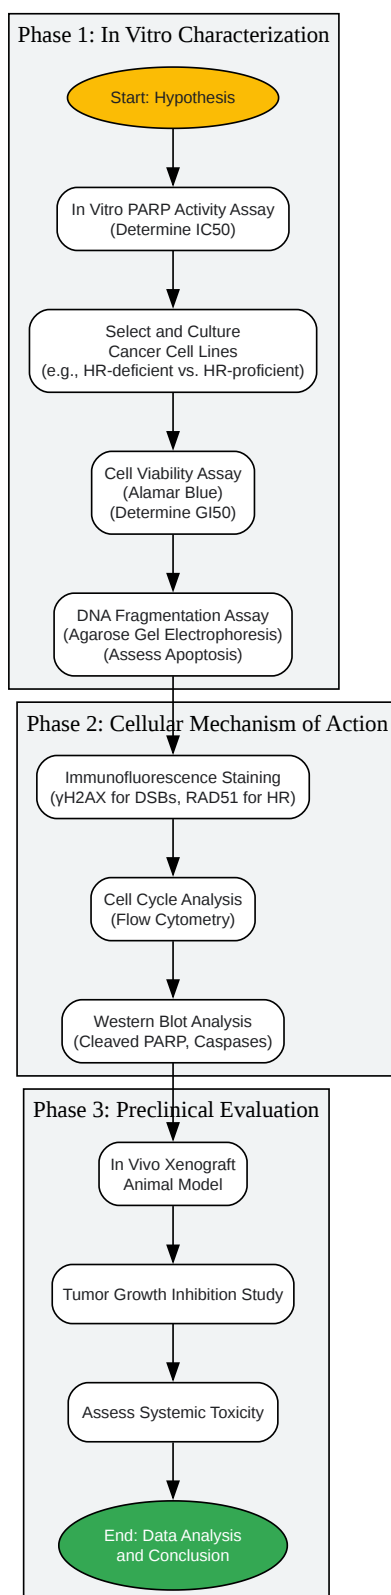 Phase 1: In Vitro Characterization
Start: Hypothesis
In Vitro PARP Activity Assay
(Determine IC50)
Select and Culture
Cancer Cell Lines
(e.g., HR-deficient vs. HR-proficient)
Cell Viability Assay
(Alamar Blue)
(Determine GI50)
DNA Fragmentation Assay
(Agarose Gel Electrophoresis)
(Assess Apoptosis)
Phase 2: Cellular Mechanism of Action
Immunofluorescence Staining
(γH2AX for DSBs, RAD51 for HR)
Cell Cycle Analysis
(Flow Cytometry)
Western Blot Analysis
(Cleaved PARP, Caspases)
Phase 3: Preclinical Evaluation
In Vivo Xenograft
Animal Model
Tumor Growth Inhibition Study
Assess Systemic Toxicity
End: Data Analysis
and Conclusion